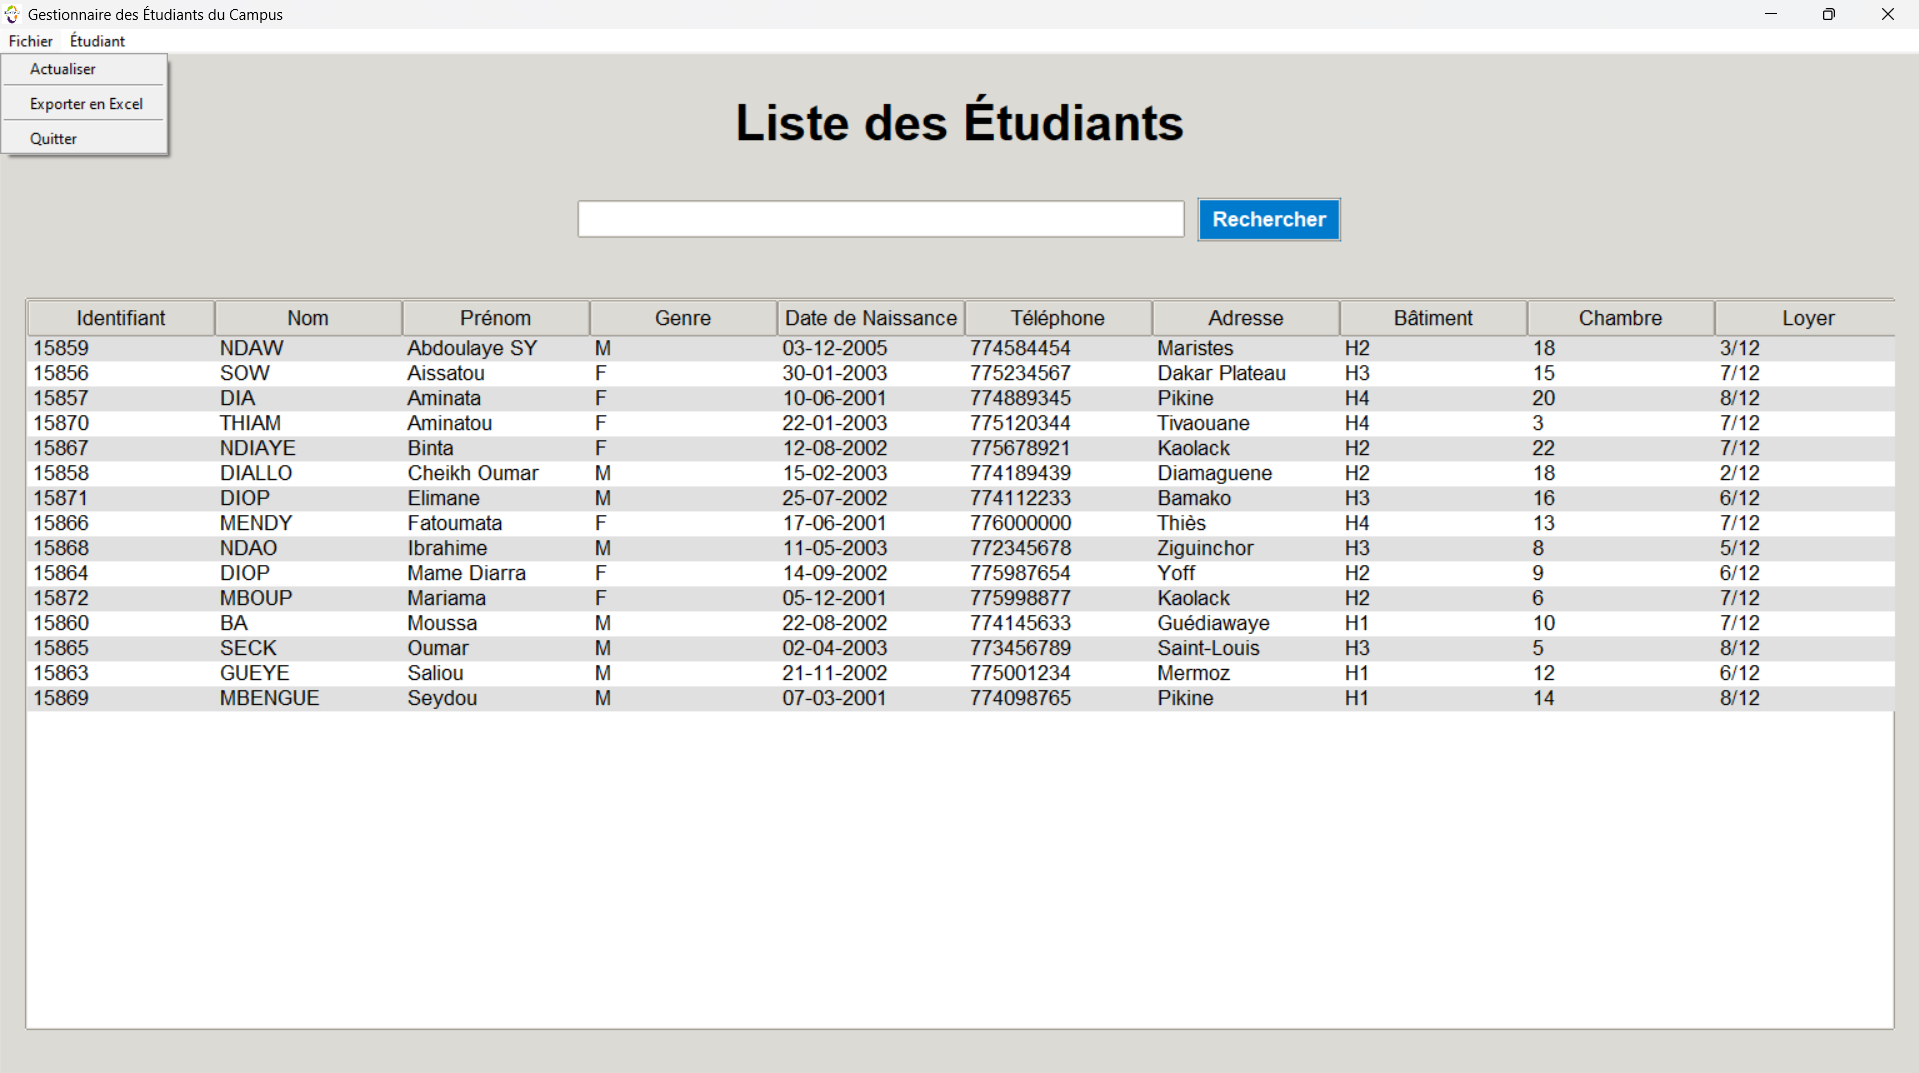 Gestionnaire des Étudiants du Campus
Fichier Étudiant
Actualiser
Exporter en Excel
Quitter
Liste des Étudiants
Rechercher
Identifiant Nom Prénom Genre Date de Naissance Téléphone Adresse Bâtiment Chambre Loyer
15859 NDAW Abdoulaye SY M 03-12-2005 774584454 Maristes H2 18 3/12
15856 SOW Aissatou F 30-01-2003 775234567 Dakar Plateau H3 15 7/12
15857 DIA Aminata F 10-06-2001 774889345 Pikine H4 20 8/12
15870 THIAM Aminatou F 22-01-2003 775120344 Tivaouane H4 3 7/12
15867 NDIAYE Binta F 12-08-2002 775678921 Kaolack H2 22 7/12
15858 DIALLO Cheikh Oumar M 15-02-2003 774189439 Diamaguene H2 18 2/12
15871 DIOP Elimane M 25-07-2002 774112233 Bamako H3 16 6/12
15866 MENDY Fatoumata F 17-06-2001 776000000 Thiès H4 13 7/12
15868 NDAO Ibrahime M 11-05-2003 772345678 Ziguinchor H3 8 5/12
15864 DIOP Mame Diarra F 14-09-2002 775987654 Yoff H2 9 6/12
15872 MBOUP Mariama F 05-12-2001 775998877 Kaolack H2 6 7/12
15860 BA Moussa M 22-08-2002 774145633 Guédiawaye H1 10 7/12
15865 SECK Oumar M 02-04-2003 773456789 Saint-Louis H3 5 8/12
15863 GUEYE Saliou M 21-11-2002 775001234 Mermoz H1 12 6/12
15869 MBENGUE Seydou M 07-03-2001 774098765 Pikine H1 14 8/12